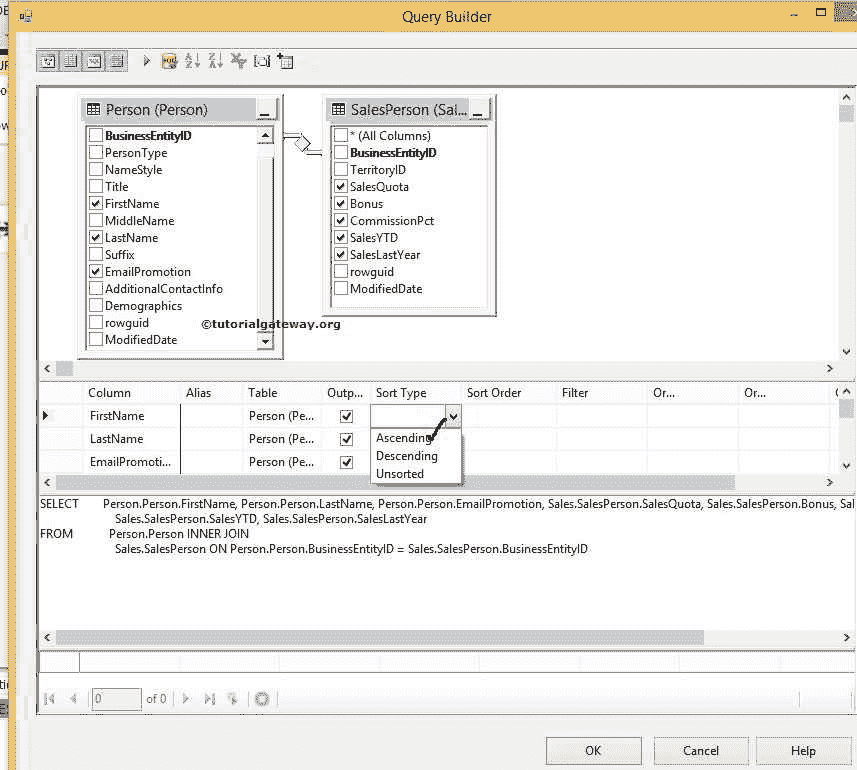 Query Builder
Person (Person)
BusinessEntityID
PersonType
NameStyle
Title
FirstName
MiddleName
LastName
Suffix
EmailPromotion
AdditionalContactInfo
Demographics
rowguid
ModifiedDate
SalesPerson (Sal...
* (All Columns)
BusinessEntityID
TerritoryID
SalesQuota
Bonus
CommissionPct
SalesYTD
SalesLastYear
rowguid
ModifiedDate
©tutorialgateway.org
Column Alias Table Outp... Sort Type Sort Order Filter Or... Or...
FirstName Person (Pe...
LastName Person (Pe...
EmailPromoti... Person (Pe...
Ascending
Descending
Unsorted
SELECT Person.Person.FirstName, Person.Person.LastName, Person.Person.EmailPromotion, Sales.SalesPerson.SalesQuota, Sales.SalesPerson.Bonus, Sal
Sales.SalesPerson.SalesYTD, Sales.SalesPerson.SalesLastYear
FROM Person.Person INNER JOIN
Sales.SalesPerson ON Person.Person.BusinessEntityID = Sales.SalesPerson.BusinessEntityID
0 of 0
OK Cancel Help